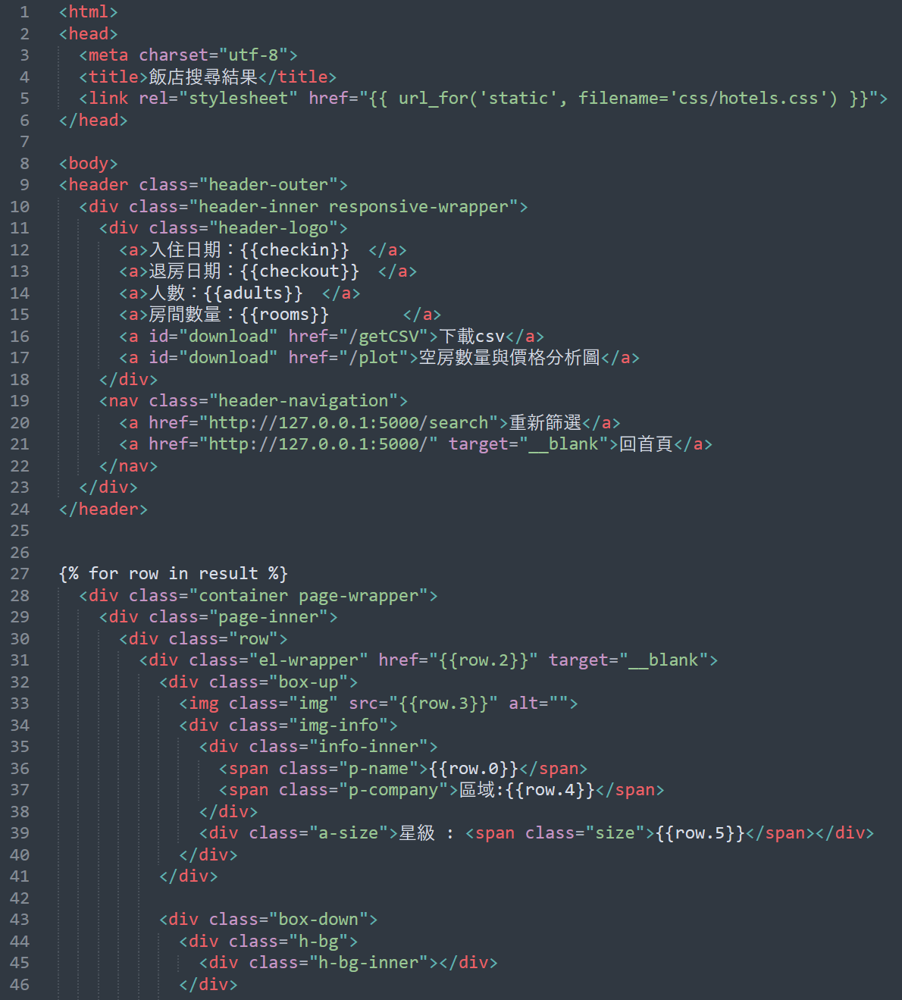 1 <html>
2 <head>
3   <meta charset="utf-8">
4   <title>飯店搜尋結果</title>
5   <link rel="stylesheet" href="{{ url_for('static', filename='css/hotels.css') }}">
6 </head>
7
8 <body>
9 <header class="header-outer">
10   <div class="header-inner responsive-wrapper">
11     <div class="header-logo">
12       <a>入住日期：{{checkin}}  </a>
13       <a>退房日期：{{checkout}}  </a>
14       <a>人數：{{adults}}  </a>
15       <a>房間數量：{{rooms}}       </a>
16       <a id="download" href="/getCSV">下載csv</a>
17       <a id="download" href="/plot">空房數量與價格分析圖</a>
18     </div>
19     <nav class="header-navigation">
20       <a href="http://127.0.0.1:5000/search">重新篩選</a>
21       <a href="http://127.0.0.1:5000/" target="__blank">回首頁</a>
22     </nav>
23   </div>
24 </header>
25
26
27 {% for row in result %}
28   <div class="container page-wrapper">
29     <div class="page-inner">
30       <div class="row">
31         <div class="el-wrapper" href="{{row.2}}" target="__blank">
32           <div class="box-up">
33             <img class="img" src="{{row.3}}" alt="">
34             <div class="img-info">
35               <div class="info-inner">
36                 <span class="p-name">{{row.0}}</span>
37                 <span class="p-company">區域:{{row.4}}</span>
38               </div>
39               <div class="a-size">星級 : <span class="size">{{row.5}}</span></div>
40             </div>
41           </div>
42
43           <div class="box-down">
44             <div class="h-bg">
45               <div class="h-bg-inner"></div>
46             </div>